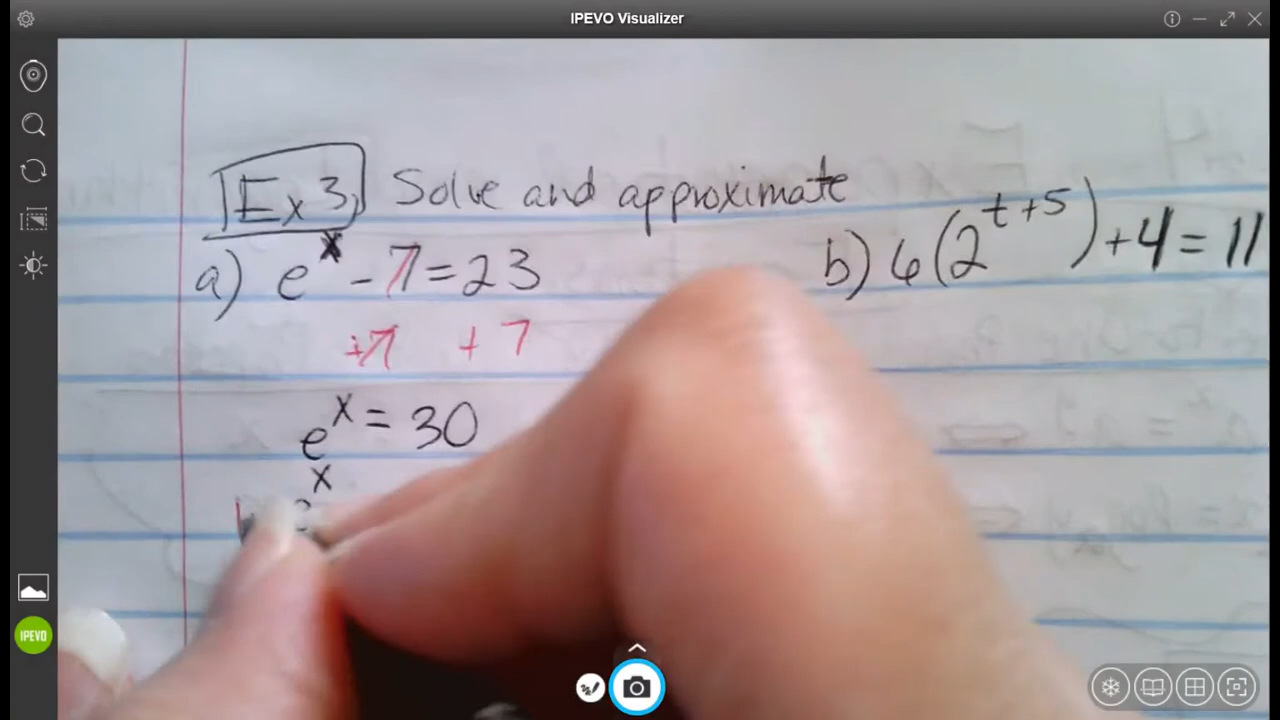 IPEVO Visualizer
Ex 3) Solve and approximate
a) e^x - 7 = 23
+7 + 7
e^x = 30
x
b) 6(2^{t+5}) + 4 = 11
IPEVO